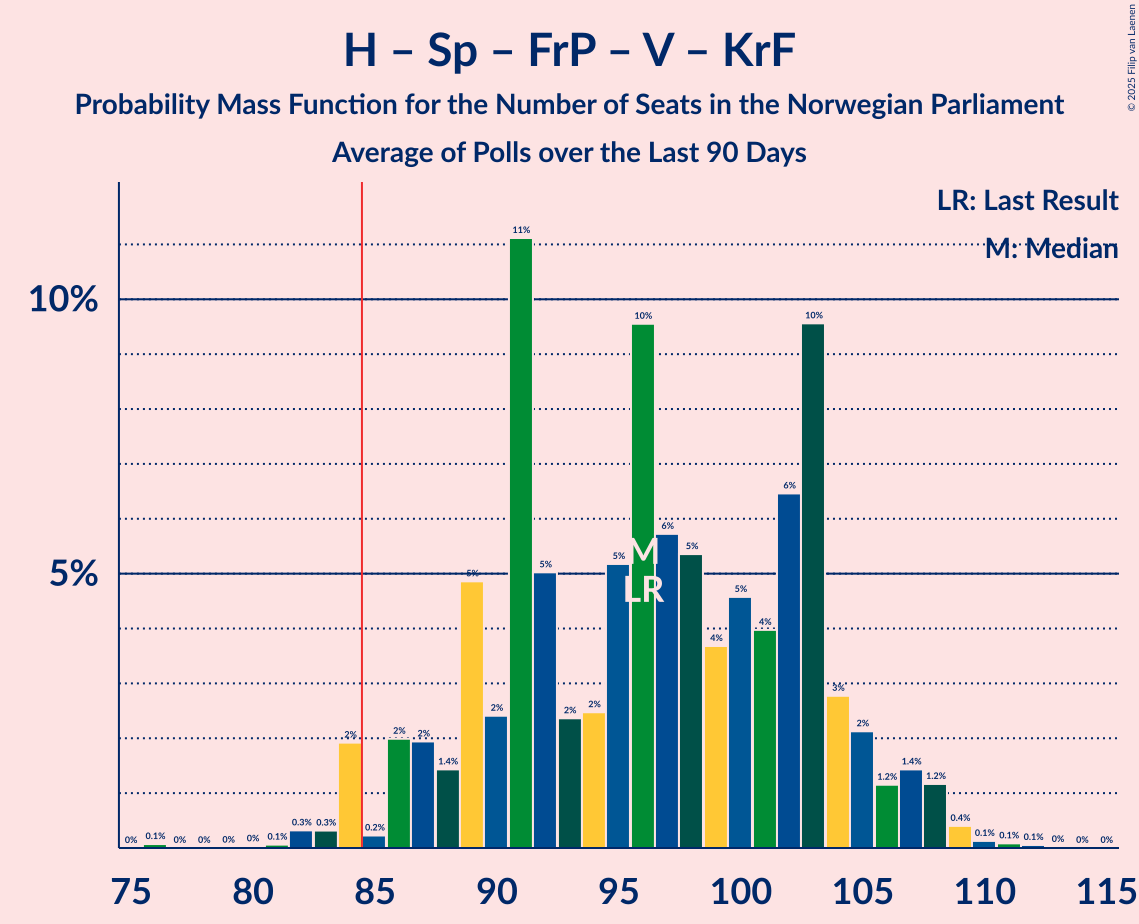 H – Sp – FrP – V – KrF
Probability Mass Function for the Number of Seats in the Norwegian Parliament
Average of Polls over the Last 90 Days
© 2025 Filip van Laenen
LR: Last Result
M: Median
10%
5%
0% 0.1% 0% 0% 0% 0% 0.1% 0.3% 0.3% 2% 0.2% 2% 2% 1.4% 5% 2% 11% 5% 2% 2% 5% 10% 6% 5% 4% 5% 4% 6% 10% 3% 2% 1.2% 1.4% 1.2% 0.4% 0.1% 0.1% 0.1% 0% 0% 0%
M
LR
75 80 85 90 95 100 105 110 115